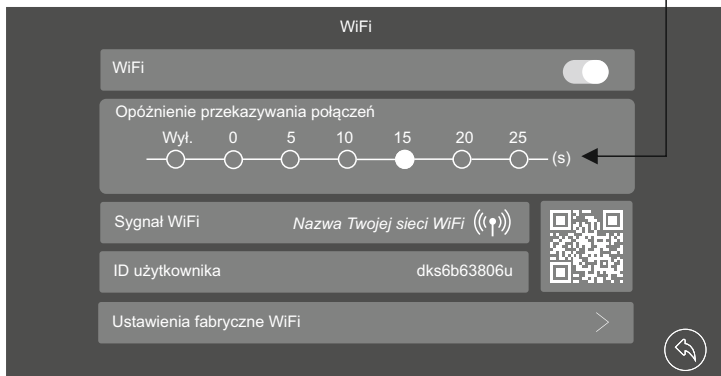 WiFi
WiFi
Opóźnienie przekazywania połączeń
Wył. 0 5 10 15 20 25
(s)
Sygnał WiFi Nazwa Twojej sieci WiFi
ID użytkownika dks6b63806u
Ustawienia fabryczne WiFi